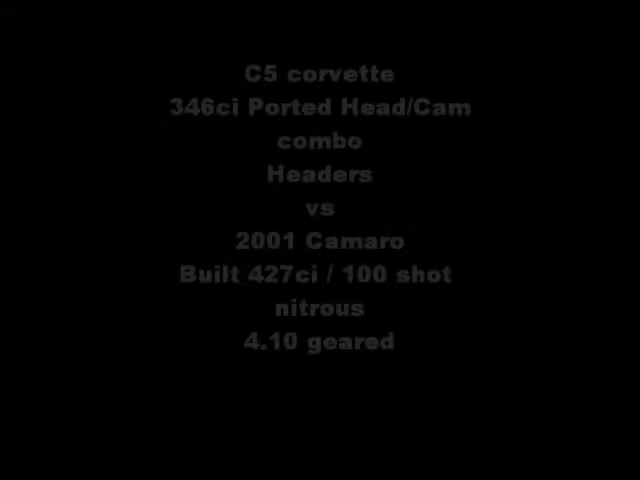 C5 corvette
346ci Ported Head/Cam
combo
Headers
vs
2001 Camaro
Built 427ci / 100 shot
nitrous
4.10 geared